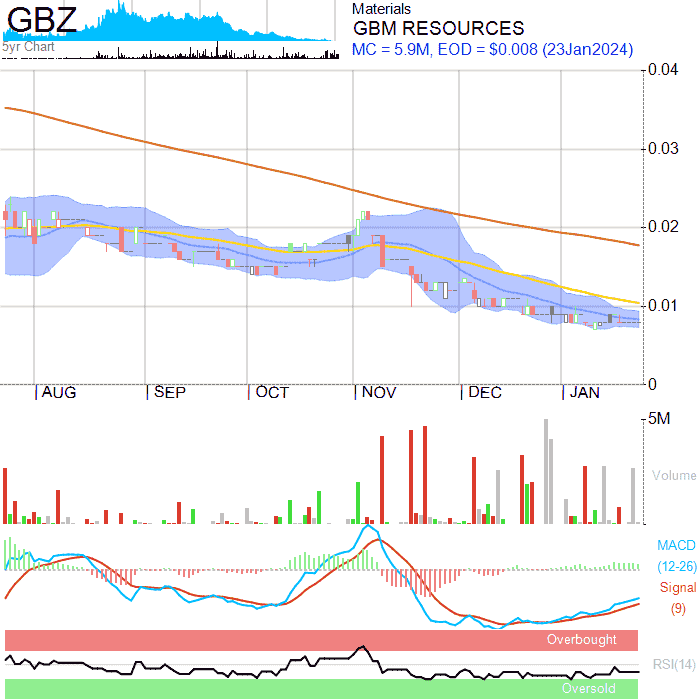 GBZ
5yr Chart
Materials
GBM RESOURCES
MC = 5.9M, EOD = $0.008 (23Jan2024)
0.04
0.03
0.02
0.01
0
AUG SEP OCT NOV DEC JAN
5M
Volume
MACD
(12-26)
Signal
(9)
Overbought
RSI(14)
Oversold